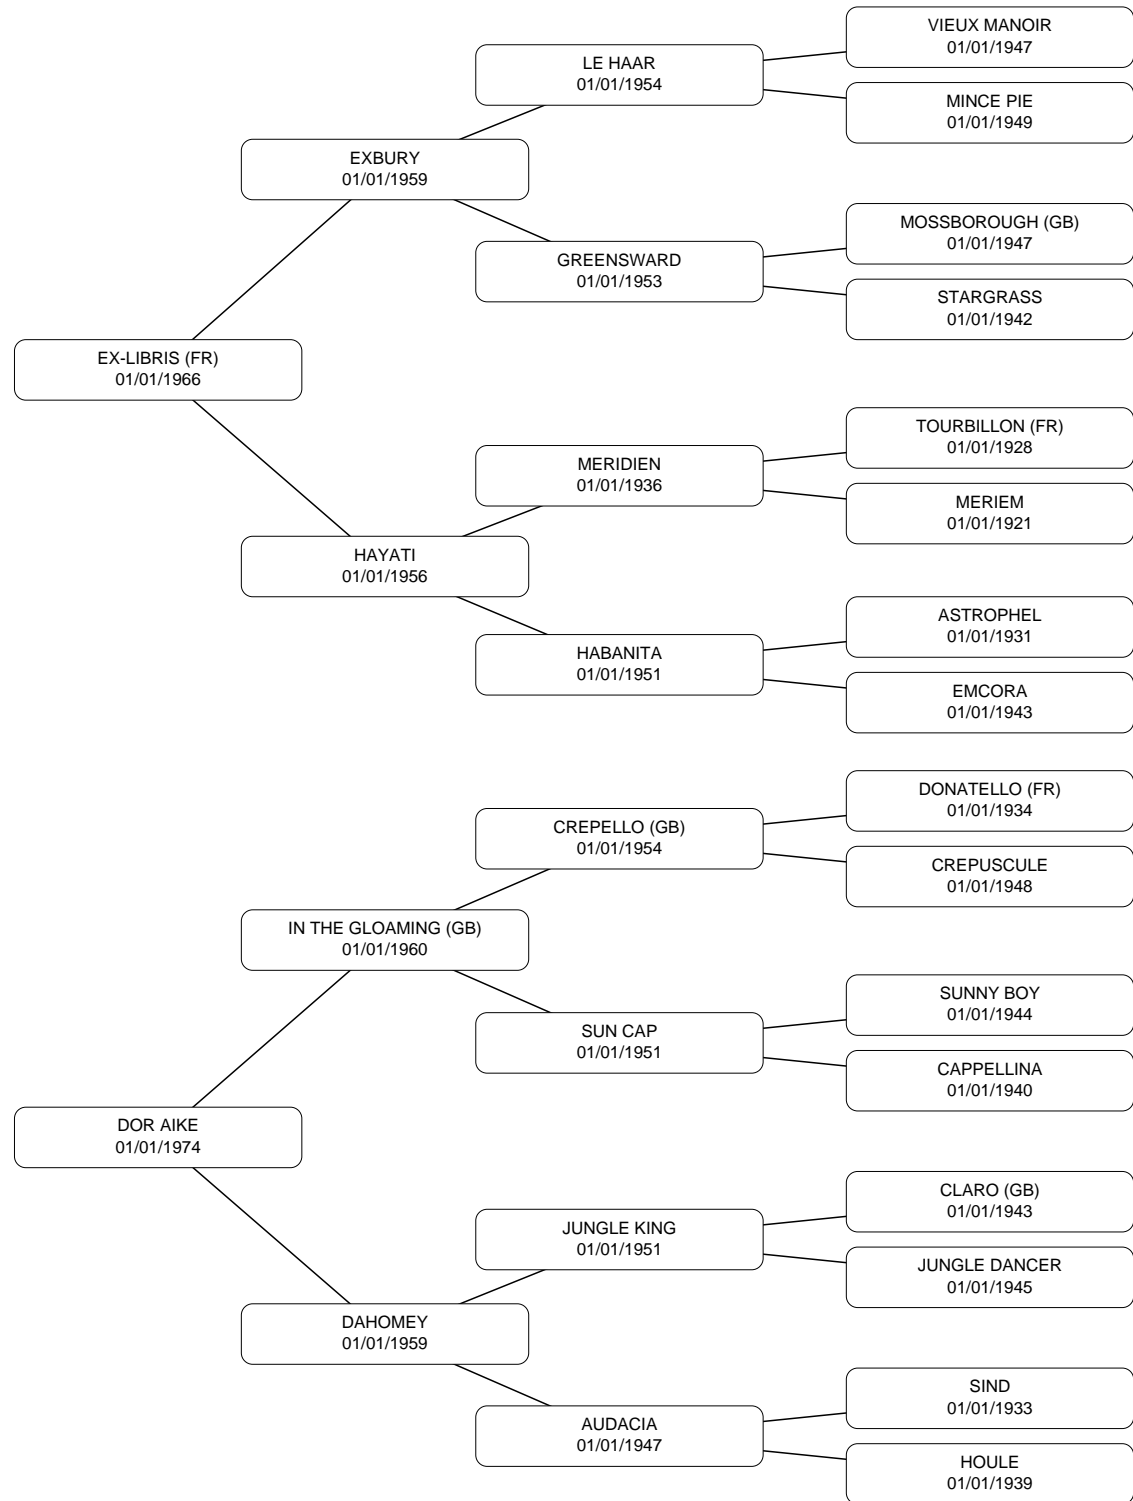 VIEUX MANOIR
01/01/1947
LE HAAR
01/01/1954
MINCE PIE
01/01/1949
EXBURY
01/01/1959
MOSSBOROUGH (GB)
01/01/1947
GREENSWARD
01/01/1953
STARGRASS
01/01/1942
EX-LIBRIS (FR)
01/01/1966
TOURBILLON (FR)
01/01/1928
MERIDIEN
01/01/1936
MERIEM
01/01/1921
HAYATI
01/01/1956
ASTROPHEL
01/01/1931
HABANITA
01/01/1951
EMCORA
01/01/1943
DONATELLO (FR)
01/01/1934
CREPELLO (GB)
01/01/1954
CREPUSCULE
01/01/1948
IN THE GLOAMING (GB)
01/01/1960
SUNNY BOY
01/01/1944
SUN CAP
01/01/1951
CAPPELLINA
01/01/1940
DOR AIKE
01/01/1974
CLARO (GB)
01/01/1943
JUNGLE KING
01/01/1951
JUNGLE DANCER
01/01/1945
DAHOMEY
01/01/1959
SIND
01/01/1933
AUDACIA
01/01/1947
HOULE
01/01/1939